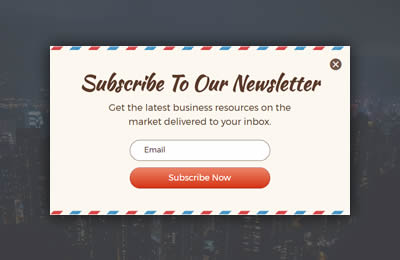 Subscribe To Our Newsletter
Get the latest business resources on the
market delivered to your inbox.
Email
Subscribe Now